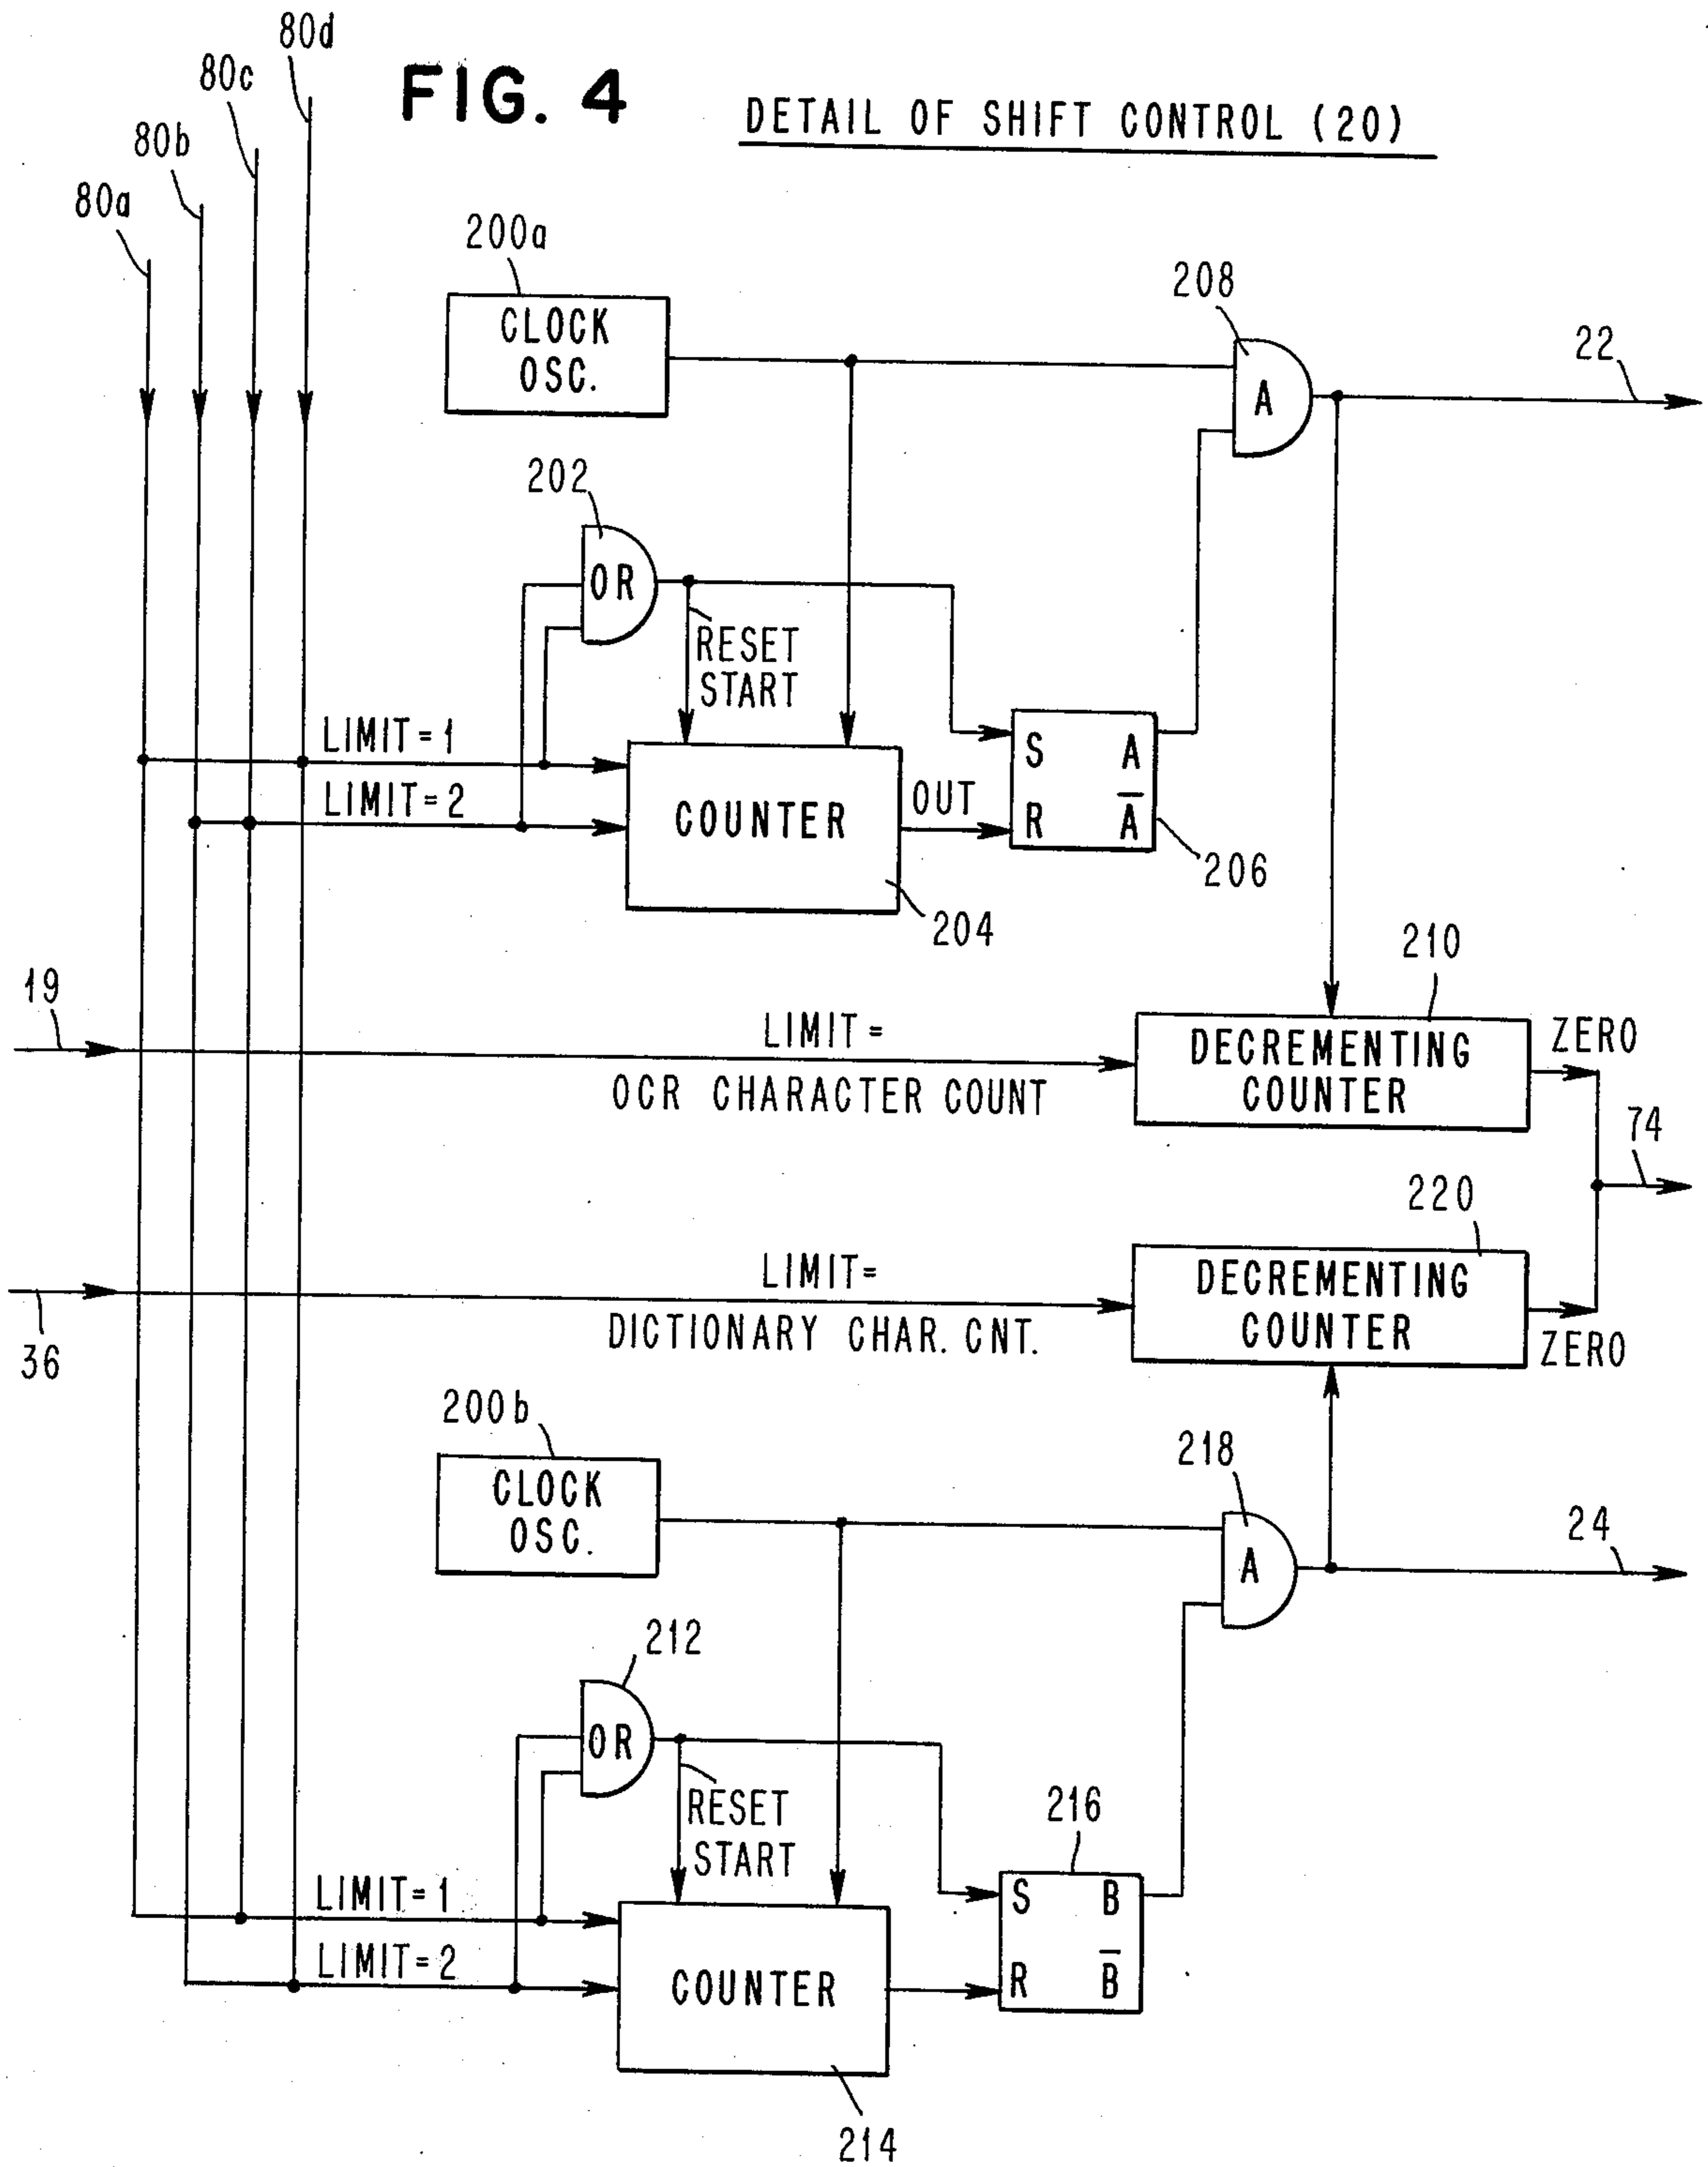 80d
80c
FIG. 4
DETAIL OF SHIFT CONTROL (20)
80b
80a
200a
208
CLOCK
OSC.
22
A
202
OR
RESET
START
LIMIT=1
S A
LIMIT=2
COUNTER
OUT
R A̅
206
204
210
19
LIMIT=
DECREMENTING
COUNTER
ZERO
OCR CHARACTER COUNT
74
220
LIMIT=
DECREMENTING
COUNTER
DICTIONARY CHAR. CNT.
ZERO
36
200b
218
CLOCK
OSC.
24
A
212
OR
RESET
START
216
LIMIT=1
S B
LIMIT=2
COUNTER
R B̅
214